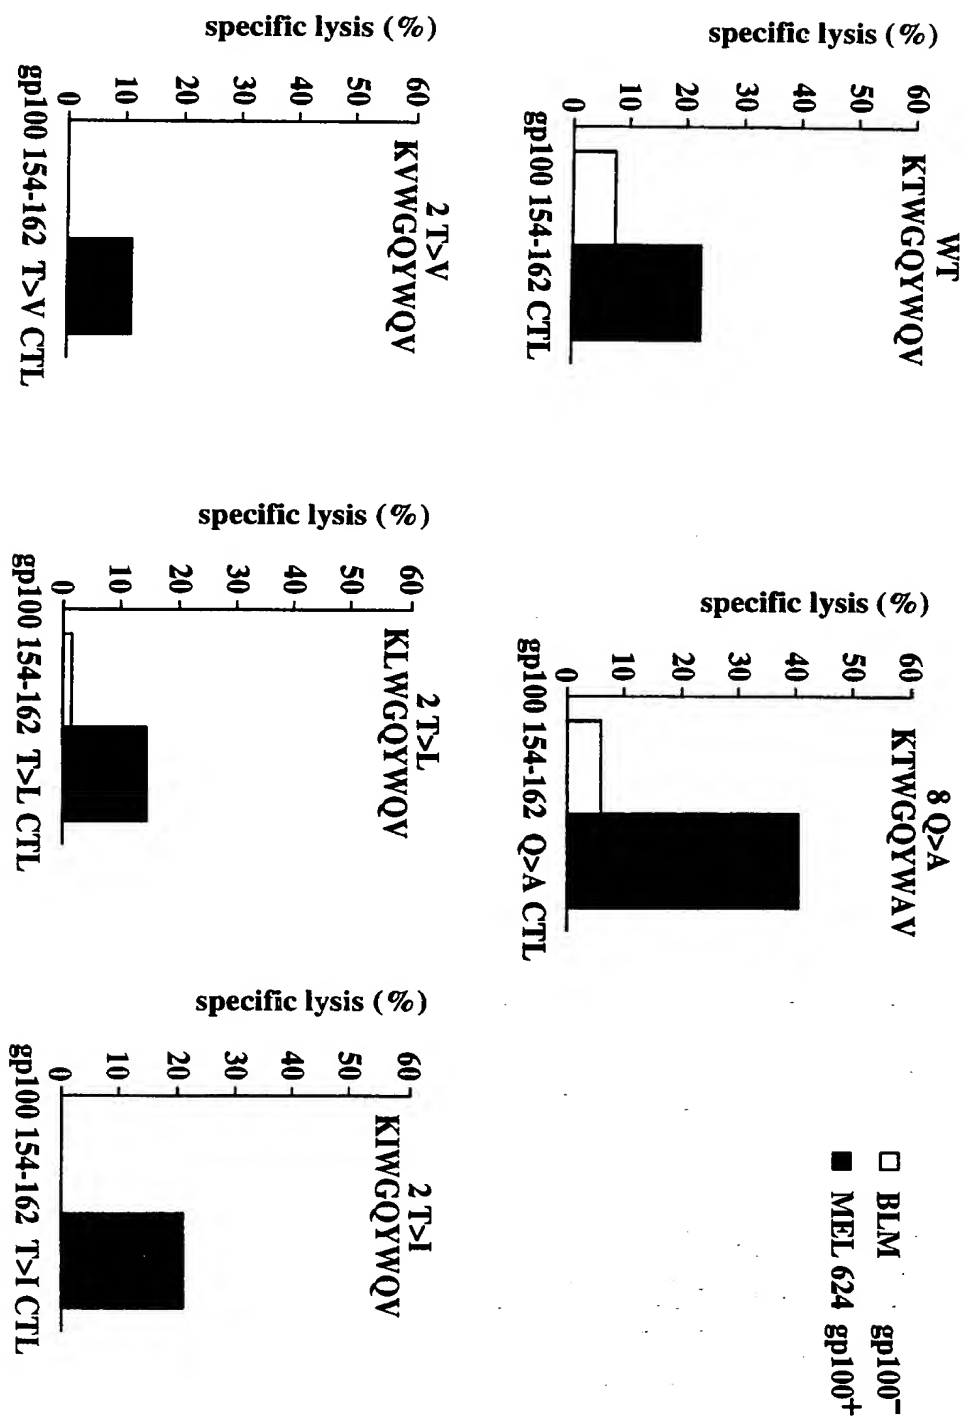 WT
KTWGQYWQV
specific lysis (%)
60
50
40
30
20
10
0
gp100 154-162 CTL
8 Q>A
KTWGQYWAV
specific lysis (%)
60
50
40
30
20
10
0
gp100 154-162 Q>A CTL
BLM gp100-
MEL 624 gp100+
2 T>V
KVWGQYWQV
specific lysis (%)
60
50
40
30
20
10
0
gp100 154-162 T>V CTL
2 T>L
KLWGQYWQV
specific lysis (%)
60
50
40
30
20
10
0
gp100 154-162 T>L CTL
2 T>I
KIWGQYWQV
specific lysis (%)
60
50
40
30
20
10
0
gp100 154-162 T>I CTL